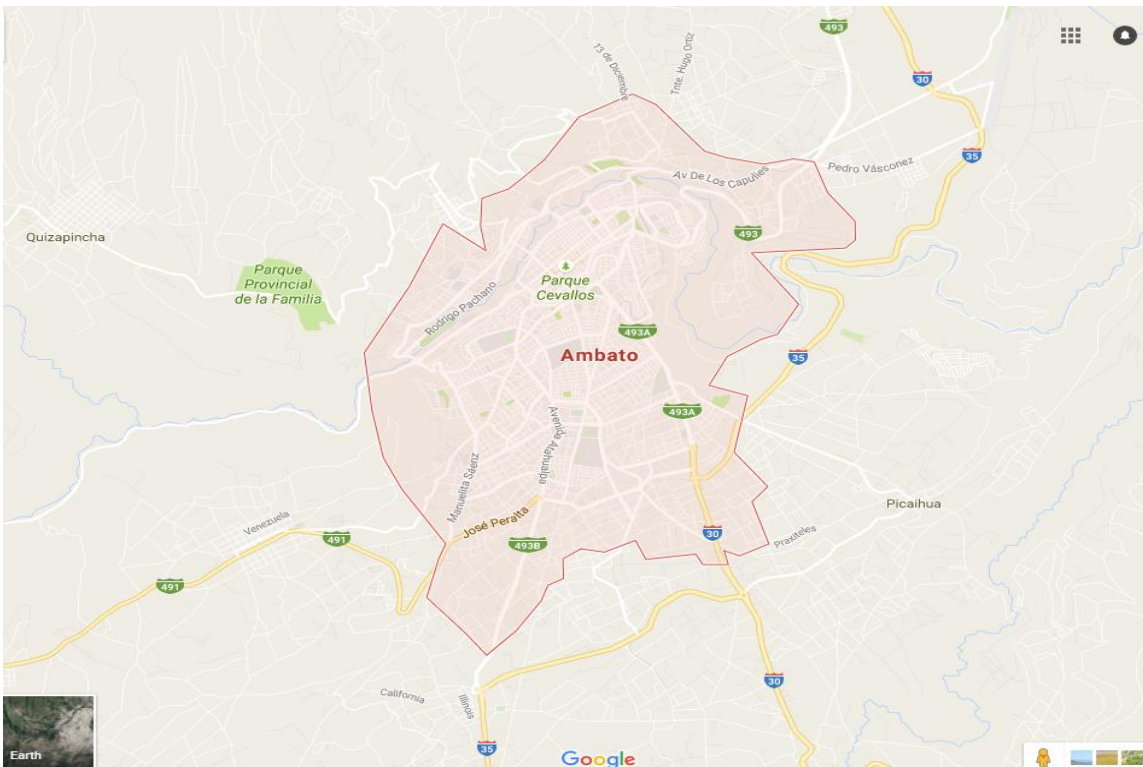 493
13 de Diciembre
Tnte. Hugo Ortiz
30
35
Pedro Vásconez
Av De Los Capulíes
Quizapincha
493
Parque
Provincial
de la Familia
Parque
Cevallos
Rodrigo Pachano
493A
Ambato
35
493A
Avenida Atahualpa
Manuelita Sáenz
Picaihua
José Peralta
Venezuela
491
493B
30
Praxiteles
491
California
Illinois
30
35
Earth
Google